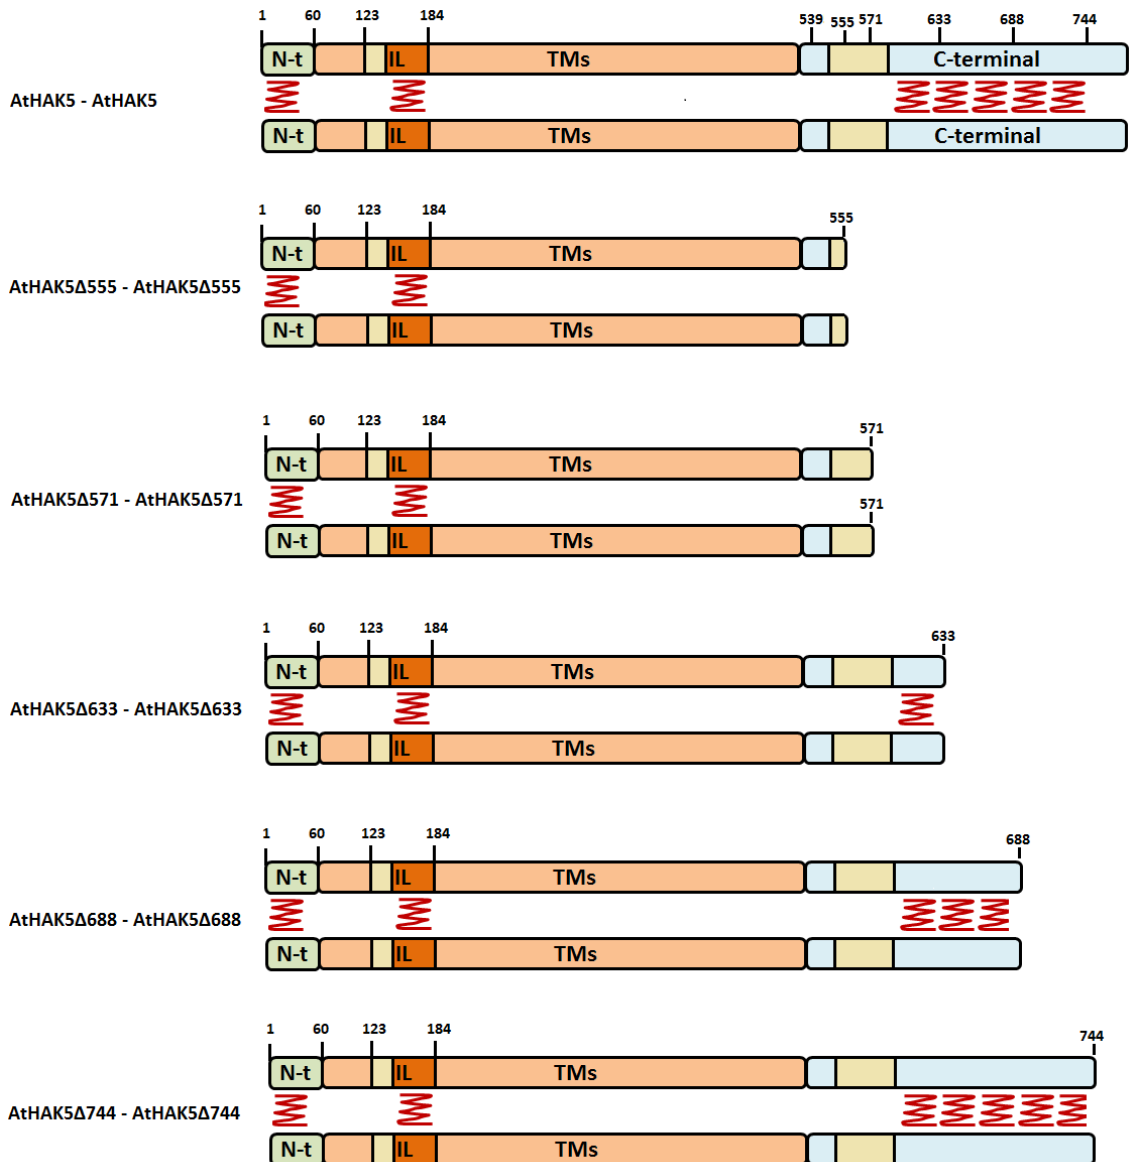 1 60 123 184 539 555 571 633 688 744
N-t IL TMs C-terminal
AtHAK5 - AtHAK5
N-t IL TMs C-terminal
1 60 123 184 555
N-t IL TMs
AtHAK5Δ555 - AtHAK5Δ555
N-t IL TMs
1 60 123 184 571
N-t IL TMs
AtHAK5Δ571 - AtHAK5Δ571
571
N-t IL TMs
1 60 123 184 633
N-t IL TMs
AtHAK5Δ633 - AtHAK5Δ633
N-t IL TMs
1 60 123 184 688
N-t IL TMs
AtHAK5Δ688 - AtHAK5Δ688
N-t IL TMs
1 60 123 184 744
N-t IL TMs
AtHAK5Δ744 - AtHAK5Δ744
N-t IL TMs